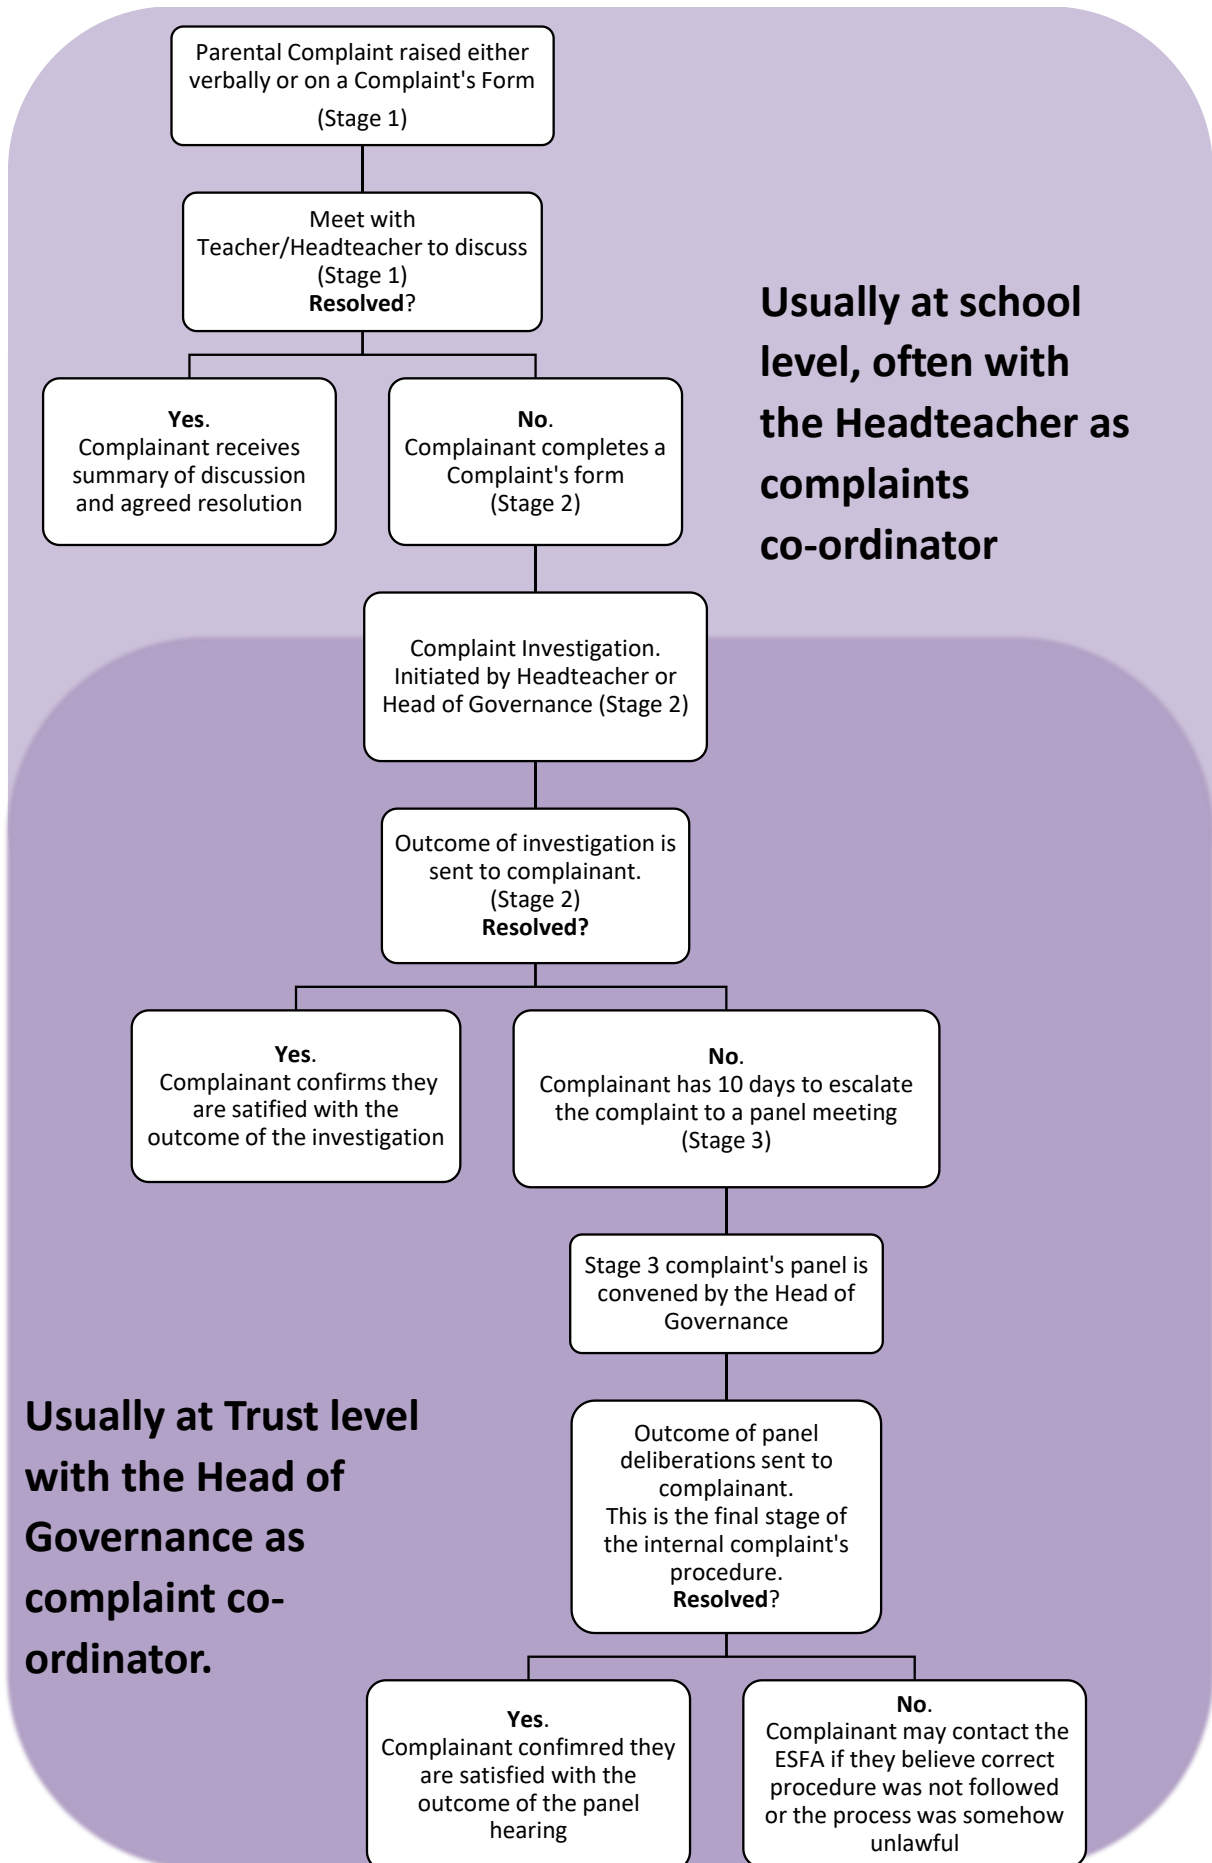 Parental Complaint raised either
verbally or on a Complaint's Form
(Stage 1)
Meet with
Teacher/Headteacher to discuss
(Stage 1)
Resolved?
Usually at school
level, often with
the Headteacher as
complaints
co-ordinator
Yes.
Complainant receives
summary of discussion
and agreed resolution
No.
Complainant completes a
Complaint's form
(Stage 2)
Complaint Investigation.
Initiated by Headteacher or
Head of Governance (Stage 2)
Outcome of investigation is
sent to complainant.
(Stage 2)
Resolved?
Yes.
Complainant confirms they
are satified with the
outcome of the investigation
No.
Complainant has 10 days to escalate
the complaint to a panel meeting
(Stage 3)
Stage 3 complaint's panel is
convened by the Head of
Governance
Usually at Trust level
with the Head of
Governance as
complaint co-
ordinator.
Outcome of panel
deliberations sent to
complainant.
This is the final stage of
the internal complaint's
procedure.
Resolved?
Yes.
Complainant confimred they
are satisfied with the
outcome of the panel
hearing
No.
Complainant may contact the
ESFA if they believe correct
procedure was not followed
or the process was somehow
unlawful